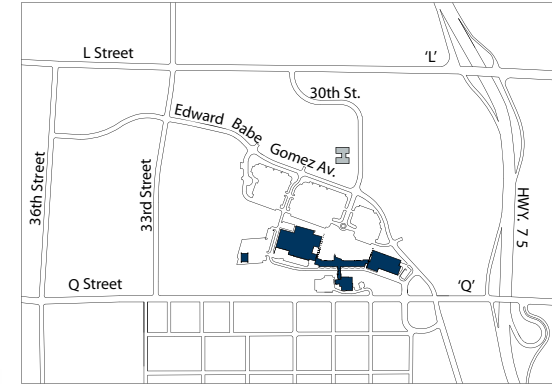 L Street
'L'
30th St.
Edward Babe Gomez Av.
36th Street
33rd Street
HWY. 75
Q Street
'Q'